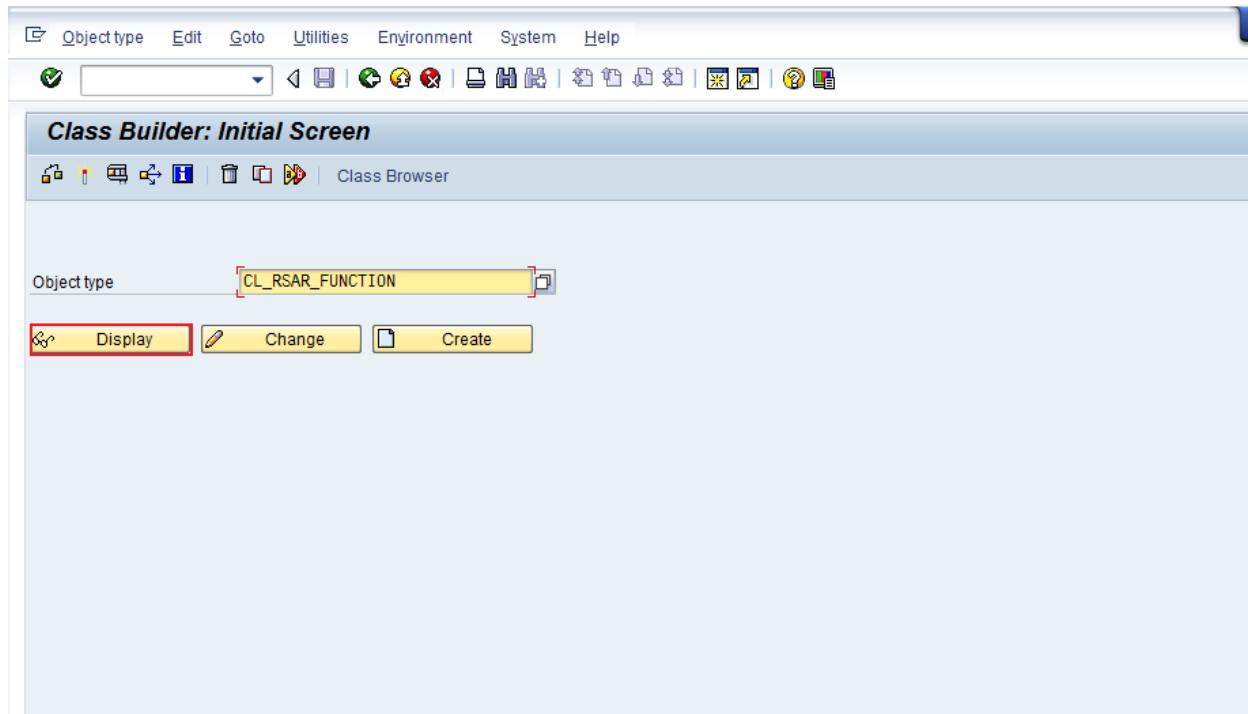 Object type Edit Goto Utilities Environment System Help
Class Builder: Initial Screen
Class Browser
Object type CL_RSAR_FUNCTION
Display Change Create